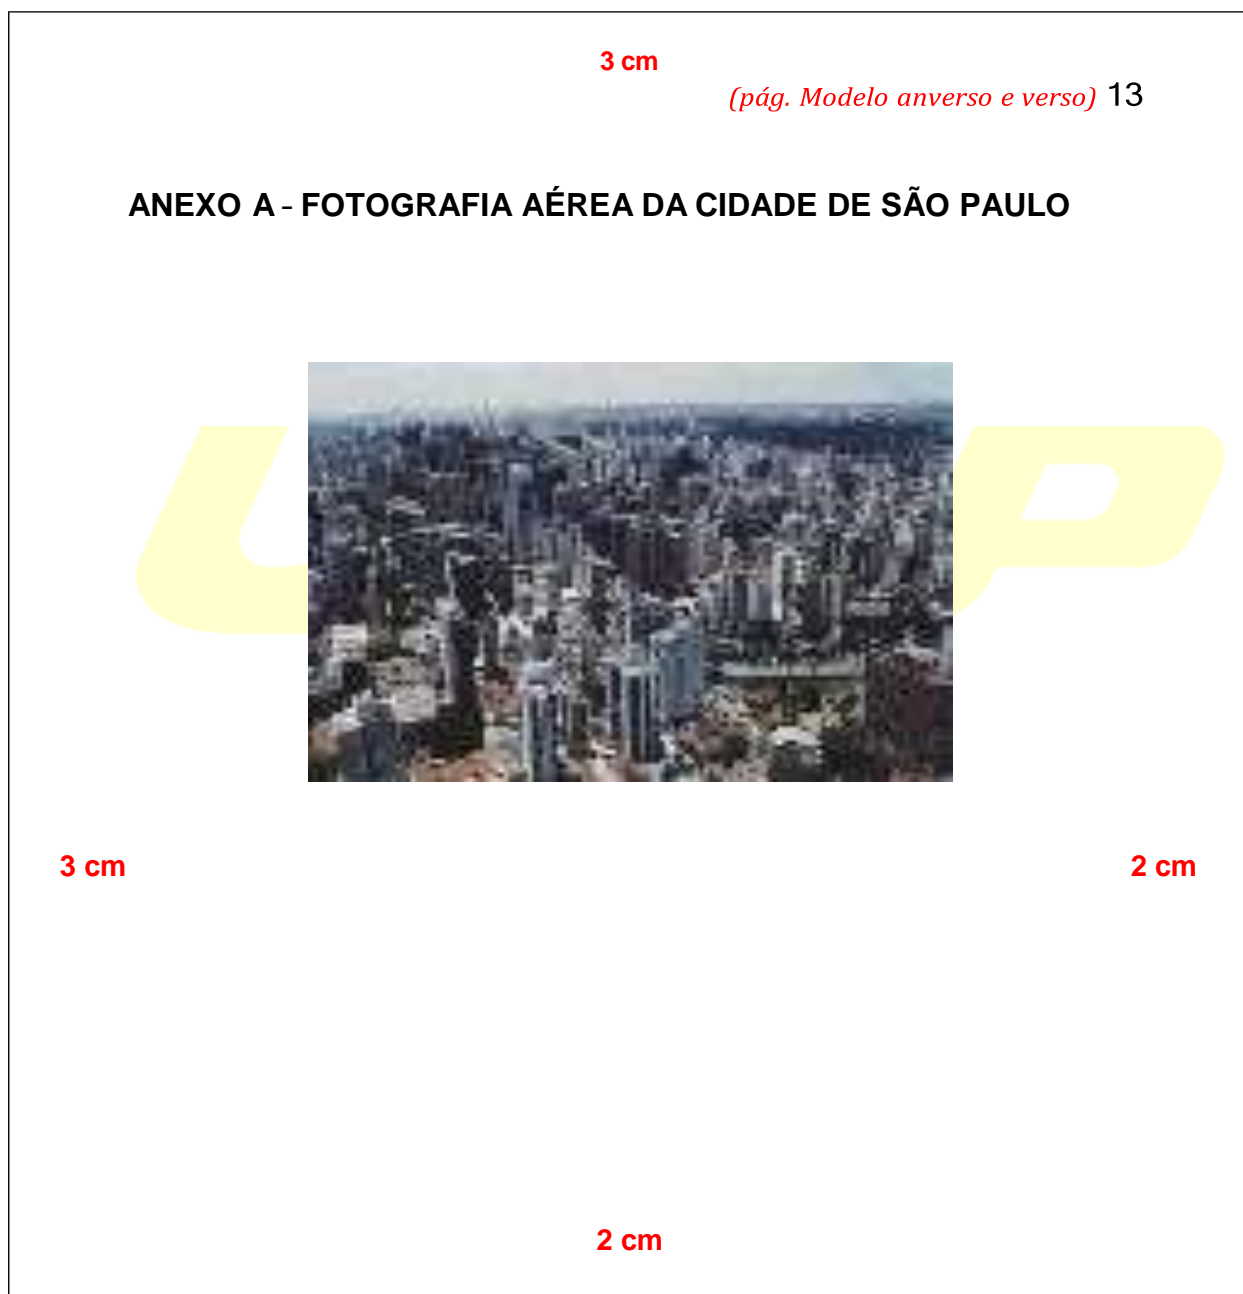 3 cm
(pág. Modelo anverso e verso) 13
ANEXO A - FOTOGRAFIA AÉREA DA CIDADE DE SÃO PAULO
3 cm
2 cm
2 cm